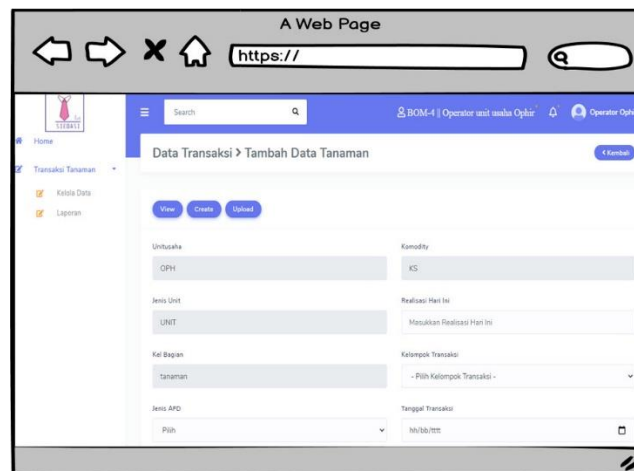 A Web Page
https://
Search
BOM-4 || Operator unit usaha Ophir
Operator Ophi
Home
Transaksi Tanaman
Kelola Data
Laporan
Data Transaksi > Tambah Data Tanaman
< Kembali
View Create Upload
Unitusaha Komodity
OPH KS
Jenis Unit Realisasi Hari Ini
UNIT Masukkan Realisasi Hari Ini
Kel Bagian Kelompok Transaksi
tanaman - Pilih Kelompok Transaksi -
Jenis APD Tanggal Transaksi
Pilih hh/bb/tttt